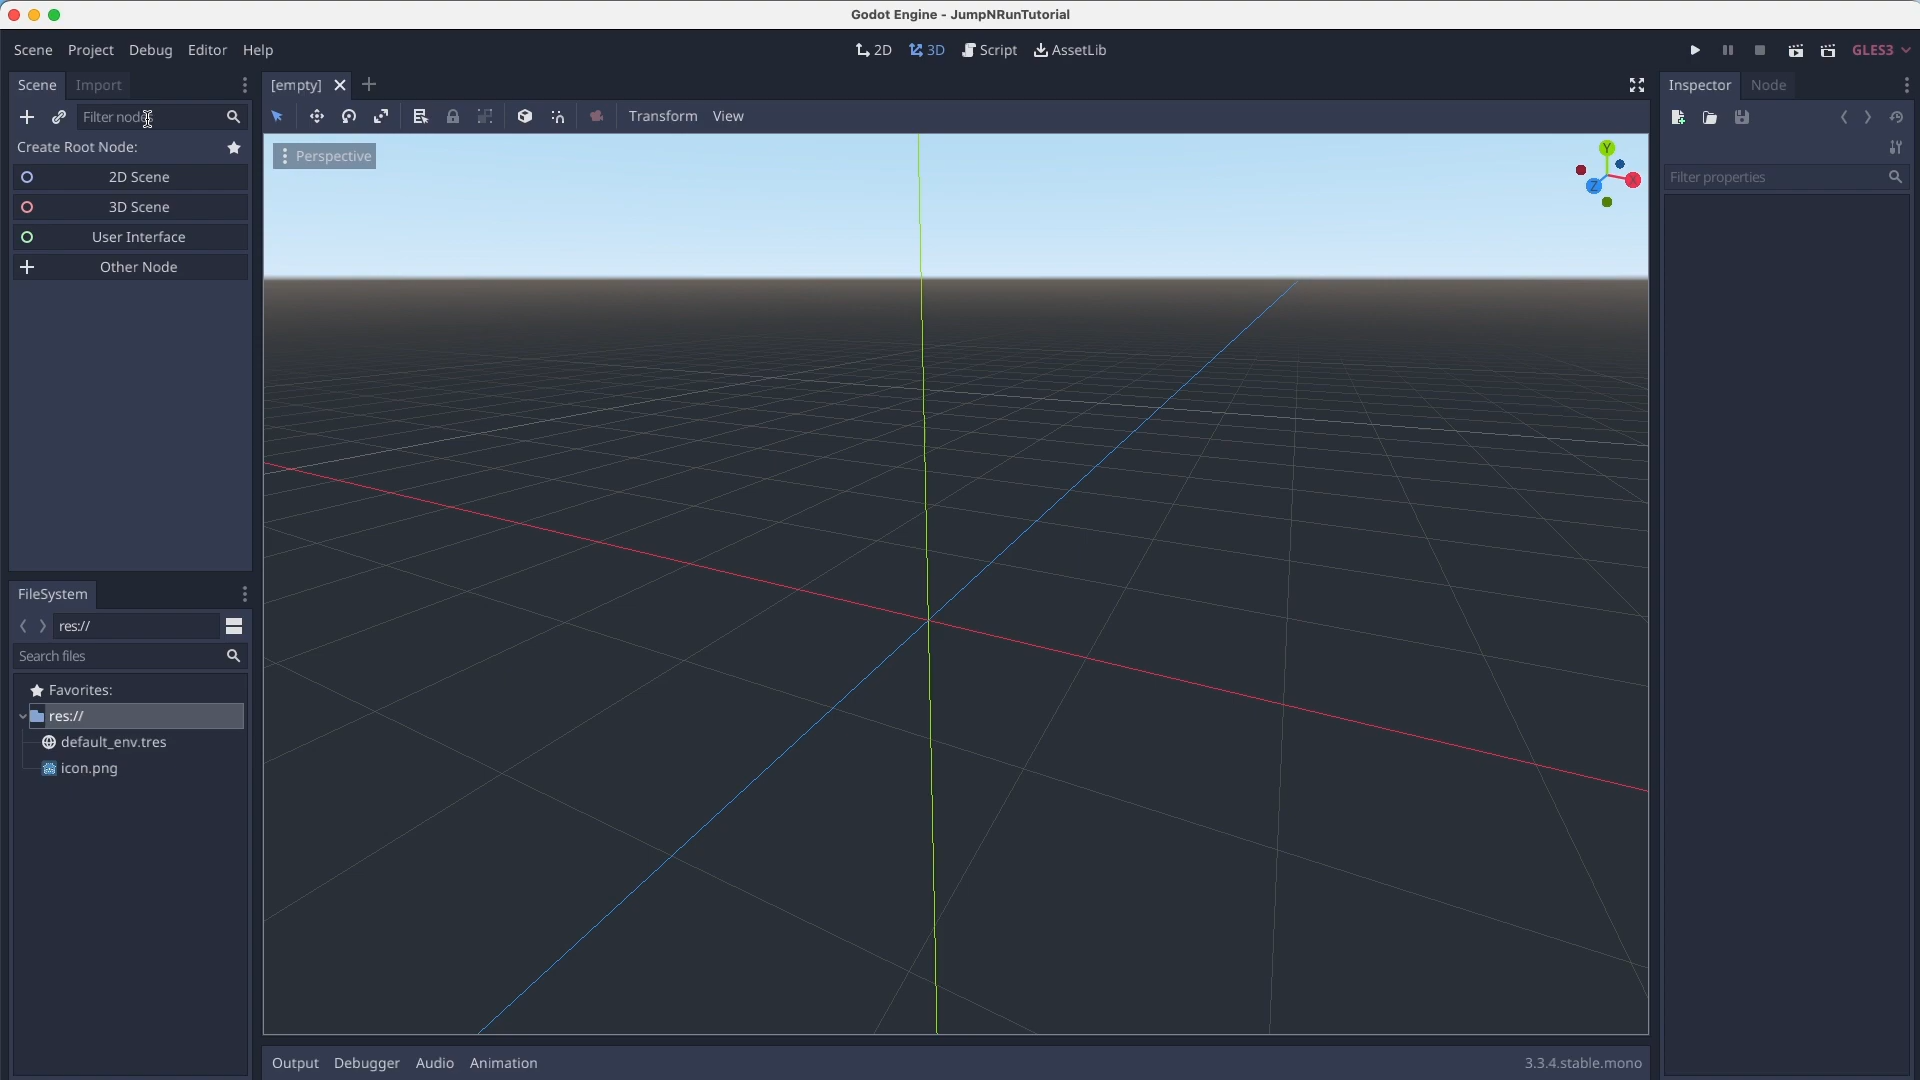 Godot Engine - JumpNRunTutorial
Scene Project Debug Editor Help
2D 3D Script AssetLib
GLES3
Scene Import
[empty]
Inspector Node
Filter nodes
Transform View
Create Root Node:
Perspective
Y
X
Z
2D Scene
3D Scene
User Interface
Other Node
Filter properties
FileSystem
res://
Search files
Favorites:
res://
default_env.tres
icon.png
Output Debugger Audio Animation
3.3.4.stable.mono